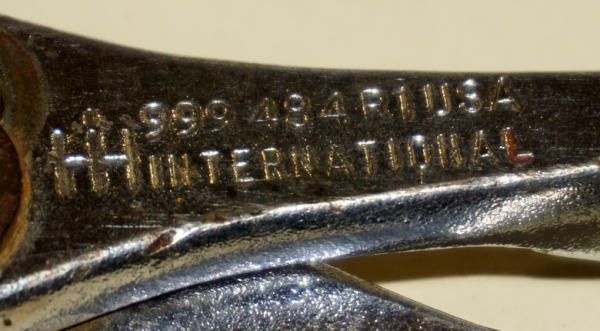 999 484 R1 USA
INTERNATIONAL